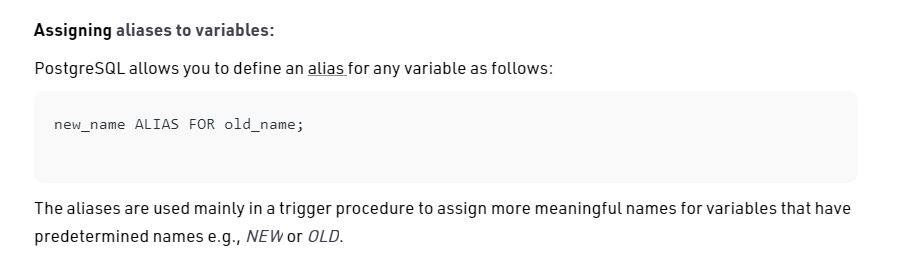 Assigning aliases to variables:
PostgreSQL allows you to define an alias for any variable as follows:
new_name ALIAS FOR old_name;
The aliases are used mainly in a trigger procedure to assign more meaningful names for variables that have
predetermined names e.g., NEW or OLD.